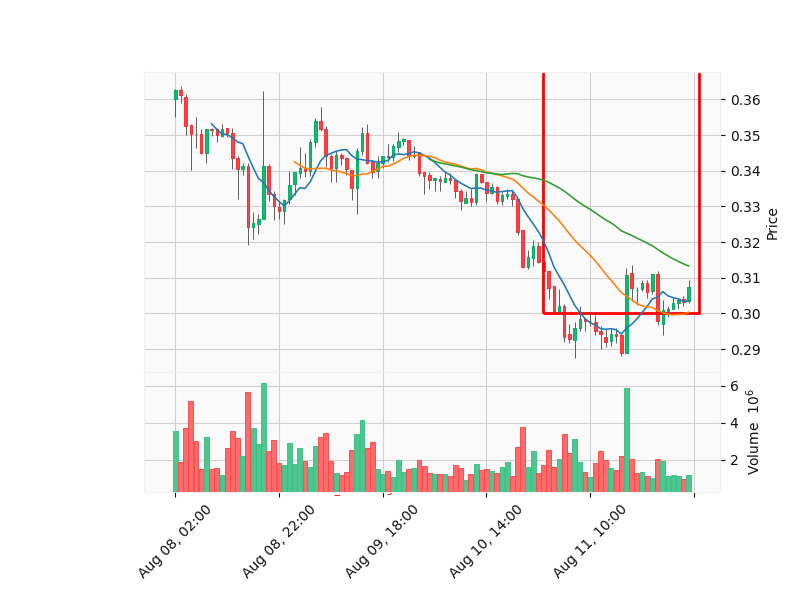 0.36
0.35
0.34
0.33
0.32
0.31
0.30
0.29
Price
6
4
2
Volume 10^6
Aug 08, 02:00
Aug 08, 22:00
Aug 09, 18:00
Aug 10, 14:00
Aug 11, 10:00